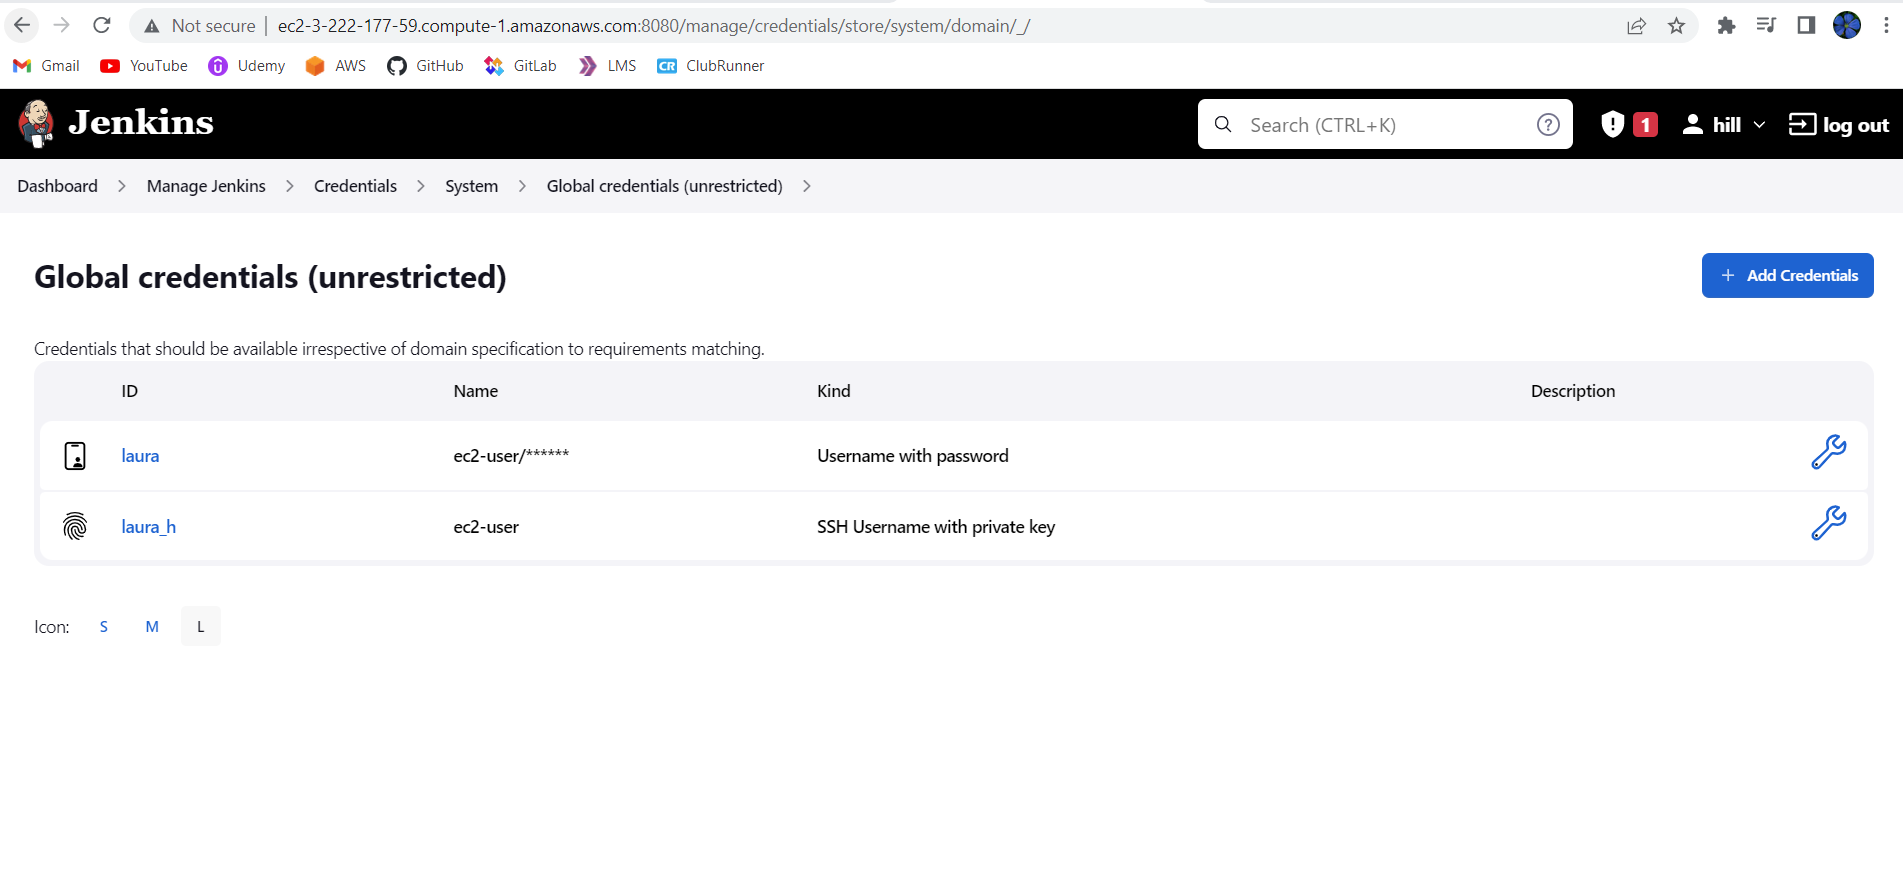 Not secure | ec2-3-222-177-59.compute-1.amazonaws.com:8080/manage/credentials/store/system/domain/_/
Gmail YouTube Udemy AWS GitHub GitLab LMS CR ClubRunner
Jenkins Search (CTRL+K) ? 1 hill log out
Dashboard Manage Jenkins Credentials System Global credentials (unrestricted)
Global credentials (unrestricted) + Add Credentials
Credentials that should be available irrespective of domain specification to requirements matching.
ID Name Kind Description
laura ec2-user/****** Username with password
laura_h ec2-user SSH Username with private key
Icon: S M L